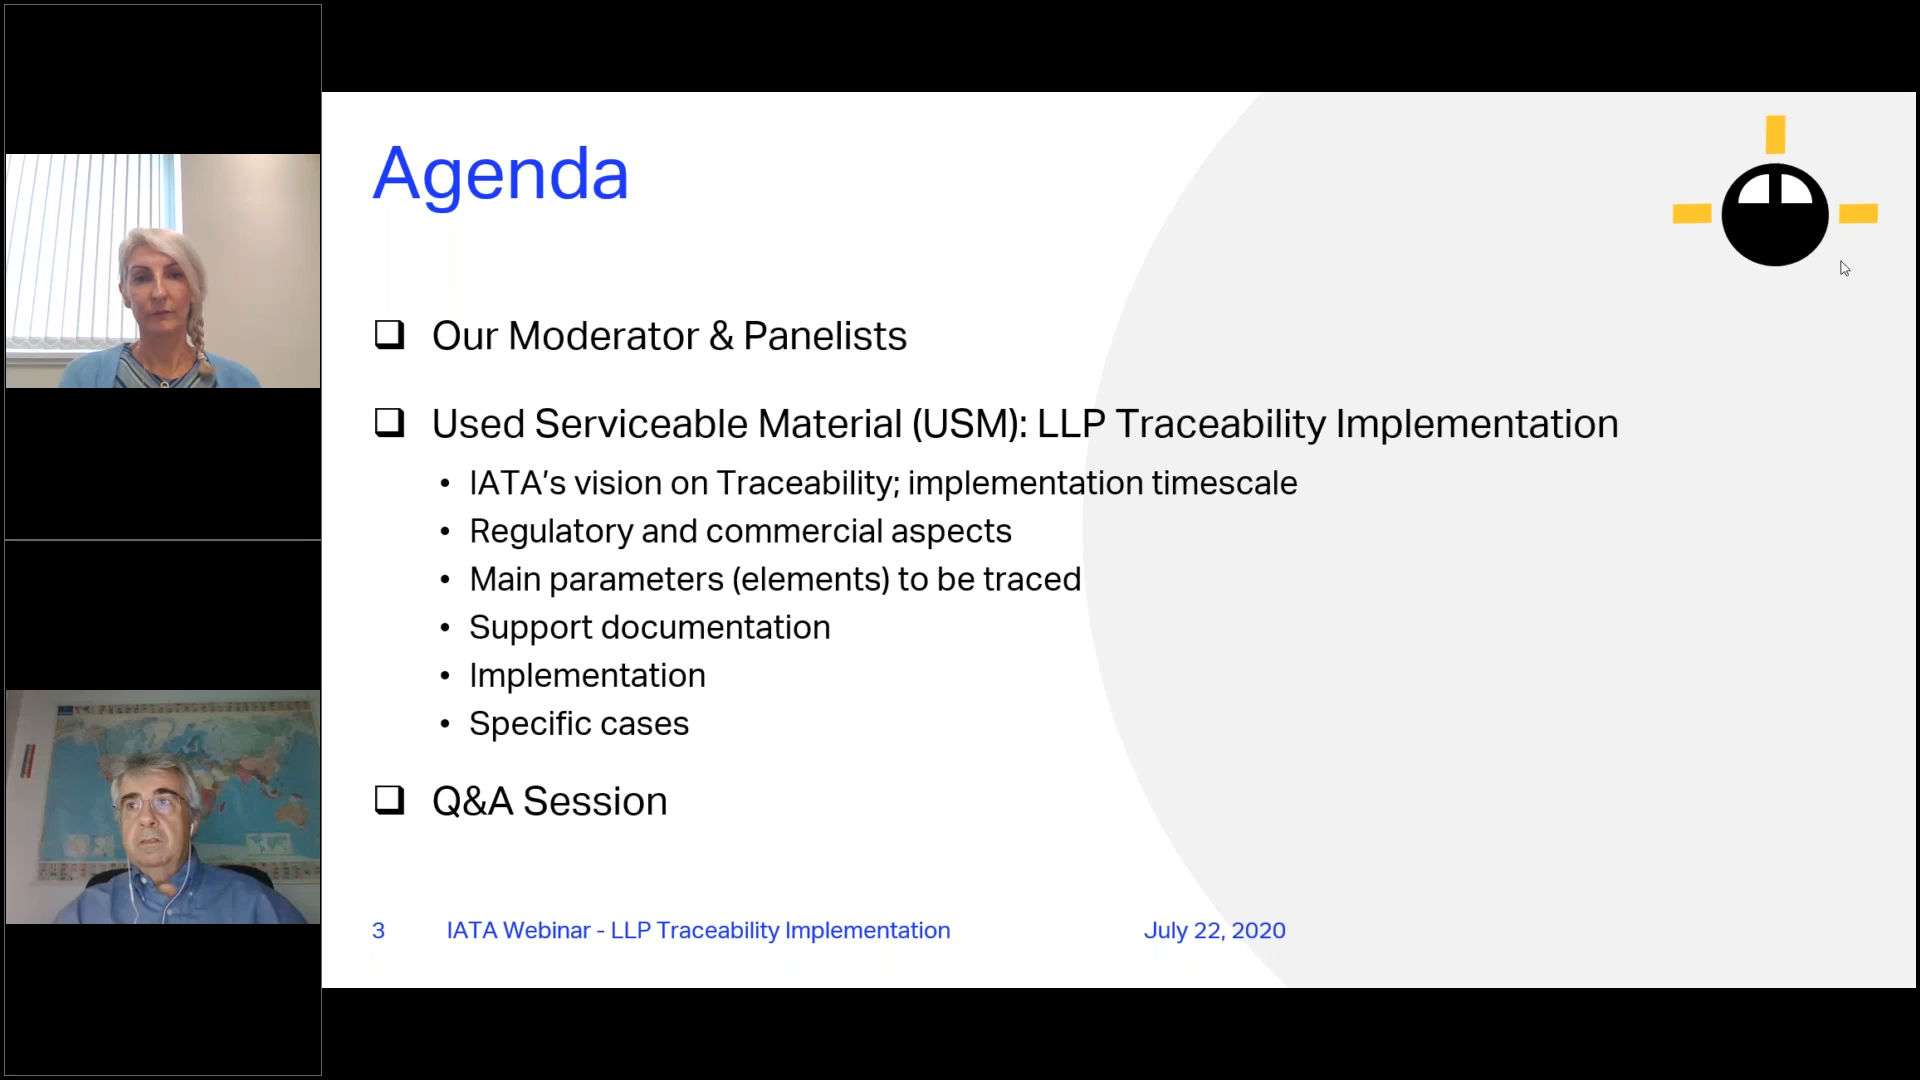 Agenda
Our Moderator & Panelists
Used Serviceable Material (USM): LLP Traceability Implementation
• IATA’s vision on Traceability; implementation timescale
• Regulatory and commercial aspects
• Main parameters (elements) to be traced
• Support documentation
• Implementation
• Specific cases
Q&A Session
3 IATA Webinar - LLP Traceability Implementation July 22, 2020